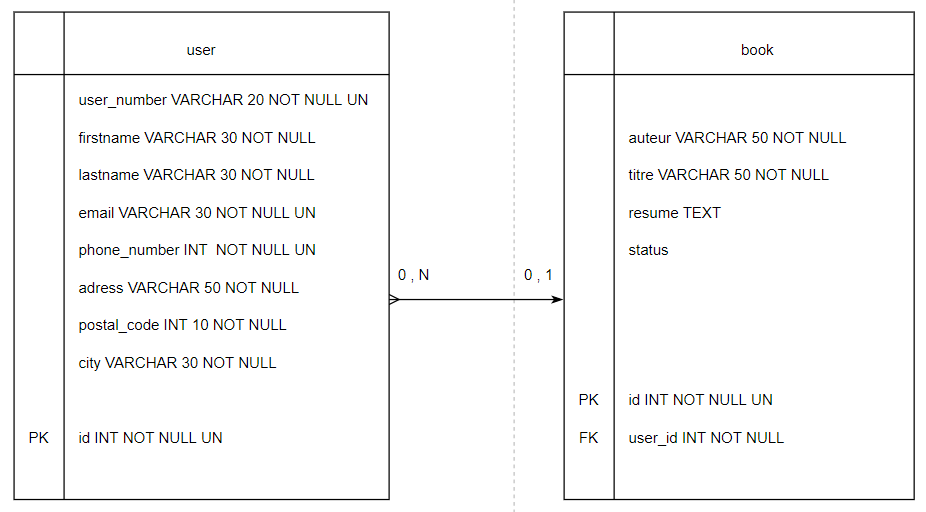 user
user_number VARCHAR 20 NOT NULL UN
firstname VARCHAR 30 NOT NULL
lastname VARCHAR 30 NOT NULL
email VARCHAR 30 NOT NULL UN
phone_number INT  NOT NULL UN
adress VARCHAR 50 NOT NULL
postal_code INT 10 NOT NULL
city VARCHAR 30 NOT NULL
PK id INT NOT NULL UN
0 , N
0 , 1
book
auteur VARCHAR 50 NOT NULL
titre VARCHAR 50 NOT NULL
resume TEXT
status
PK id INT NOT NULL UN
FK user_id INT NOT NULL